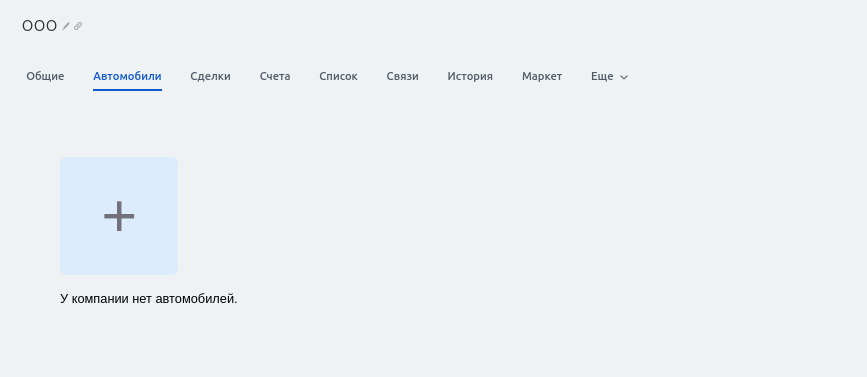 ООО
Общие Автомобили Сделки Счета Список Связи История Маркет Еще
У компании нет автомобилей.